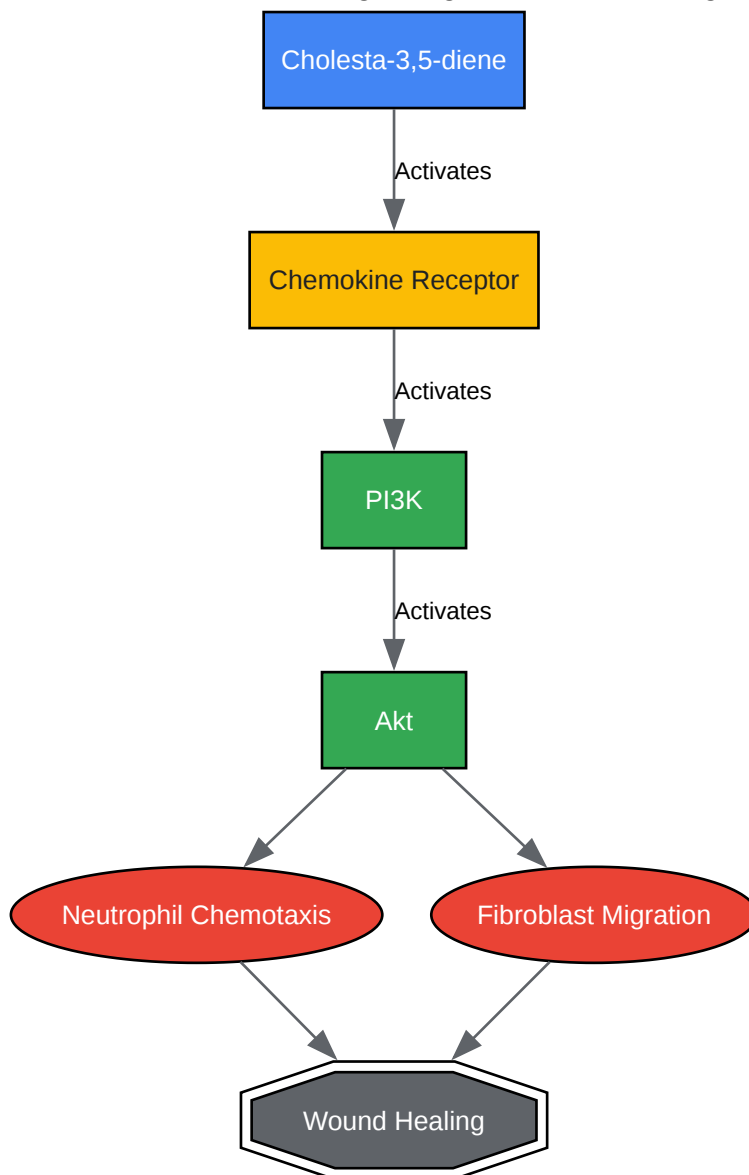 Cholesta-3,5-diene
Activates
Chemokine Receptor
Activates
PI3K
Activates
Akt
Neutrophil Chemotaxis
Fibroblast Migration
Wound Healing